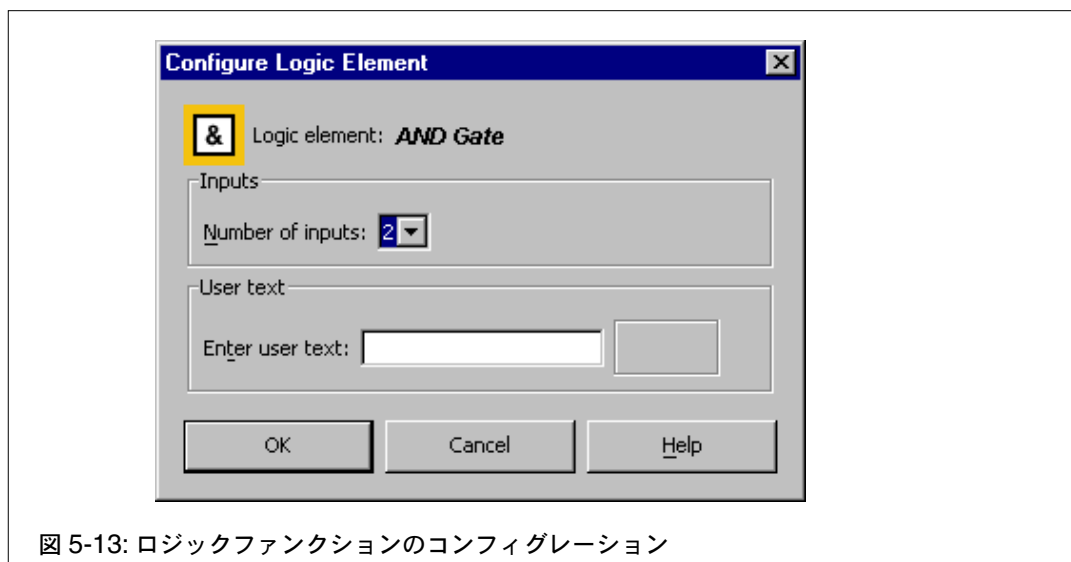 Configure Logic Element
& Logic element: AND Gate
Inputs
Number of inputs: 2
User text
Enter user text:
OK Cancel Help
図 5-13: ロジックファンクションのコンフィグレーション